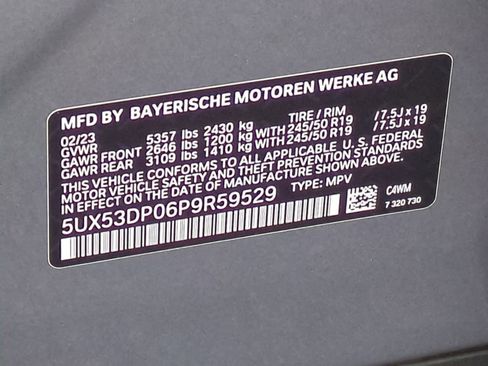 MFD BY BAYERISCHE MOTOREN WERKE AG
02/23 TIRE / RIM
GVWR 5357 lbs 2430 kg
GAWR FRONT 2646 lbs 1200 kg WITH 245/50 R19 / 7.5J x 19
GAWR REAR 3109 lbs 1410 kg WITH 245/50 R19 / 7.5J x 19
THIS VEHICLE CONFORMS TO ALL APPLICABLE U.S. FEDERAL
MOTOR VEHICLE SAFETY AND THEFT PREVENTION STANDARDS
IN EFFECT ON THE DATE OF MANUFACTURE SHOWN ABOVE.
5UX53DP06P9R59529 TYPE: MPV
C4WM
7 320 730